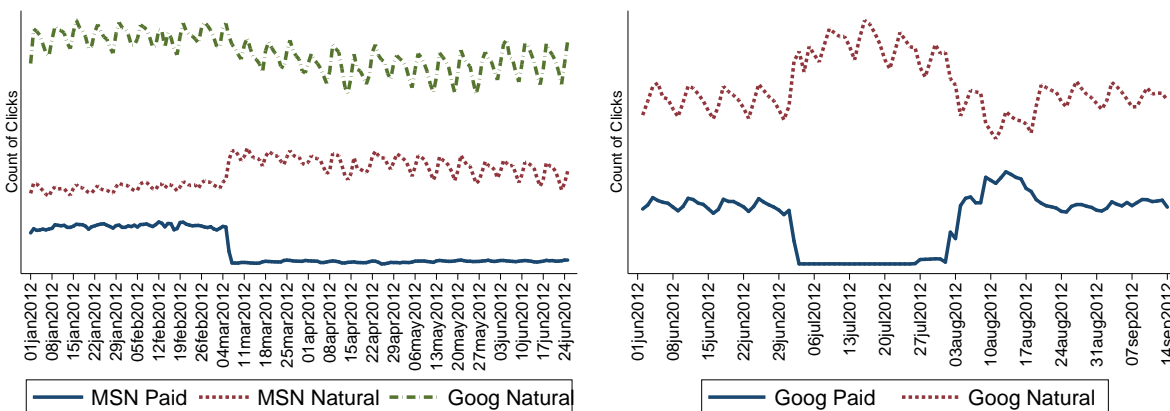 Count of Clicks
01jan2012
08jan2012
15jan2012
22jan2012
29jan2012
05feb2012
12feb2012
19feb2012
26feb2012
04mar2012
11mar2012
18mar2012
25mar2012
01apr2012
08apr2012
15apr2012
22apr2012
29apr2012
06may2012
13may2012
20may2012
27may2012
03jun2012
10jun2012
17jun2012
24jun2012
MSN Paid MSN Natural Goog Natural
Count of Clicks
01jun2012
08jun2012
15jun2012
22jun2012
29jun2012
06jul2012
13jul2012
20jul2012
27jul2012
03aug2012
10aug2012
17aug2012
24aug2012
31aug2012
07sep2012
14sep2012
Goog Paid Goog Natural